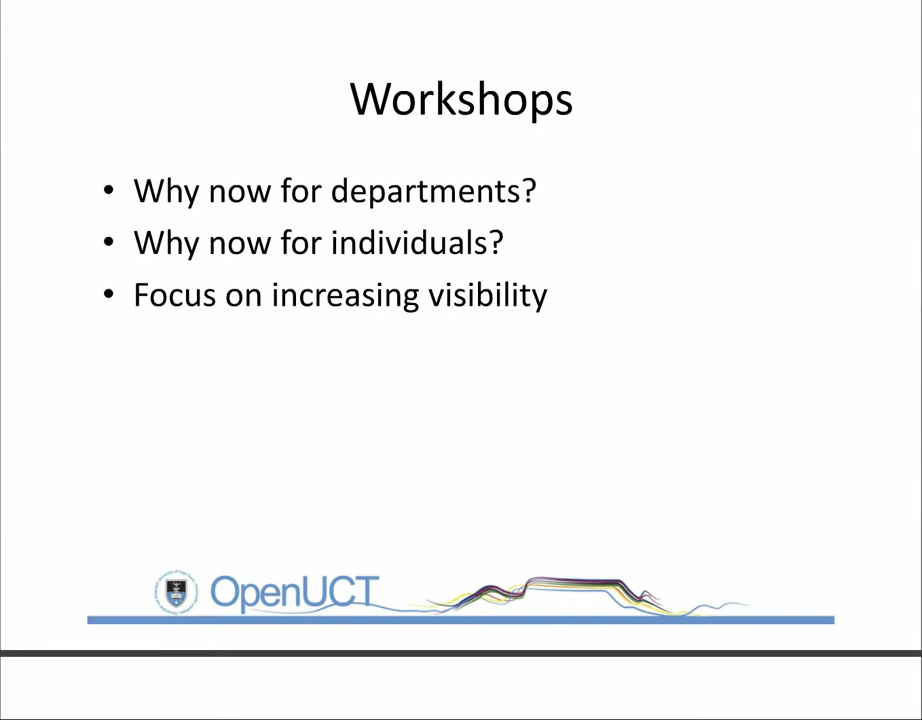 Workshops
• Why now for departments?
• Why now for individuals?
• Focus on increasing visibility
OpenUCT